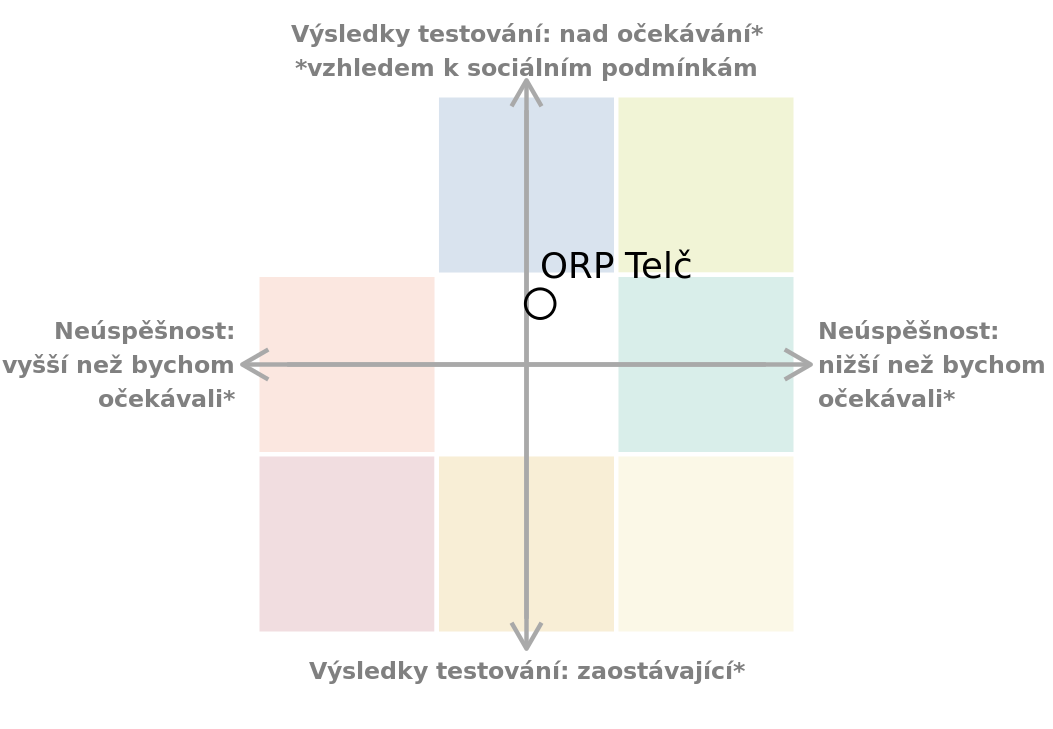 Výsledky testování: nad očekávání*
*vzhledem k sociálním podmínkám
ORP Telč
Neúspěšnost:
vyšší než bychom
očekávali*
Neúspěšnost:
nižší než bychom
očekávali*
Výsledky testování: zaostávající*